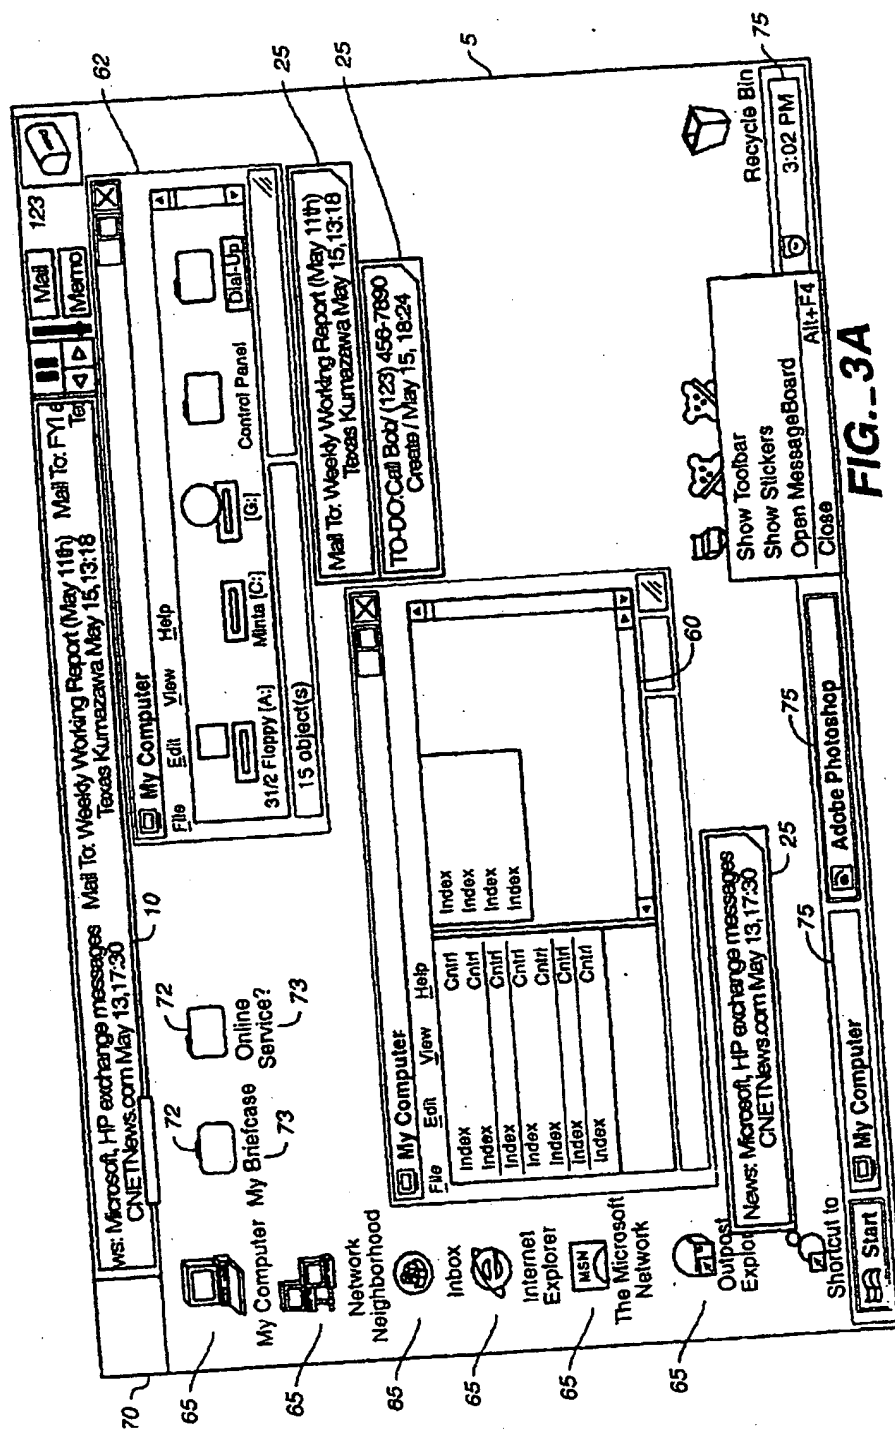 70
10
123
62
ws: Microsoft, HP exchange messages
CNETNews.com May 13,17:30
Mail To: Weekly Working Report (May 11th)
Texas Kumazawa May 15,13:18
Mail To: FYI
Mail
Memo
My Computer
File Edit View Help
31/2 Floppy [A:]
Minta [C:]
[G:]
Control Panel
Dial-Up
15 object(s)
72
72
My Briefcase
73
Online
Service?
73
65
My Computer
65
Network
Neighborhood
65
Inbox
65
Internet
Explorer
65
MSN
The Microsoft
Network
65
Outpost
Explor
Shortcut to
Mail To: Weekly Working Report (May 11th)
Texas Kumazawa May 15,13:18
25
TO-DO:Call Bob/ (123) 456-7890
Create / May 15, 18:24
25
5
My Computer
File Edit View Help
Index Cntrl
Index Cntrl
Index Cntrl
Index Cntrl
Index Cntrl
Index Cntrl
Index Cntrl
Index
Index
Index
Index
60
News: Microsoft, HP exchange messages
CNETNews.com May 13,17:30
25
Recycle Bin
Show Toolbar
Show Stickers
Open MessageBoard
Close Alt+F4
Start
My Computer
75
Adobe Photoshop
75
3:02 PM
75
FIG._3A